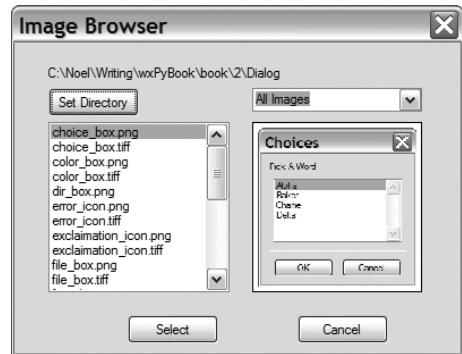 Image Browser
C:\Noel\Writing\wxPyBook\book\2\Dialog
Set Directory
All Images
choice_box.png
choice_box.tiff
color_box.png
color_box.tiff
dir_box.png
error_icon.png
error_icon.tiff
exclaimation_icon.png
exclaimation_icon.tiff
file_box.png
file_box.tiff
Choices
Pick A Word
Alpha
Baker
Charlie
Delta
OK
Cancel
Select
Cancel